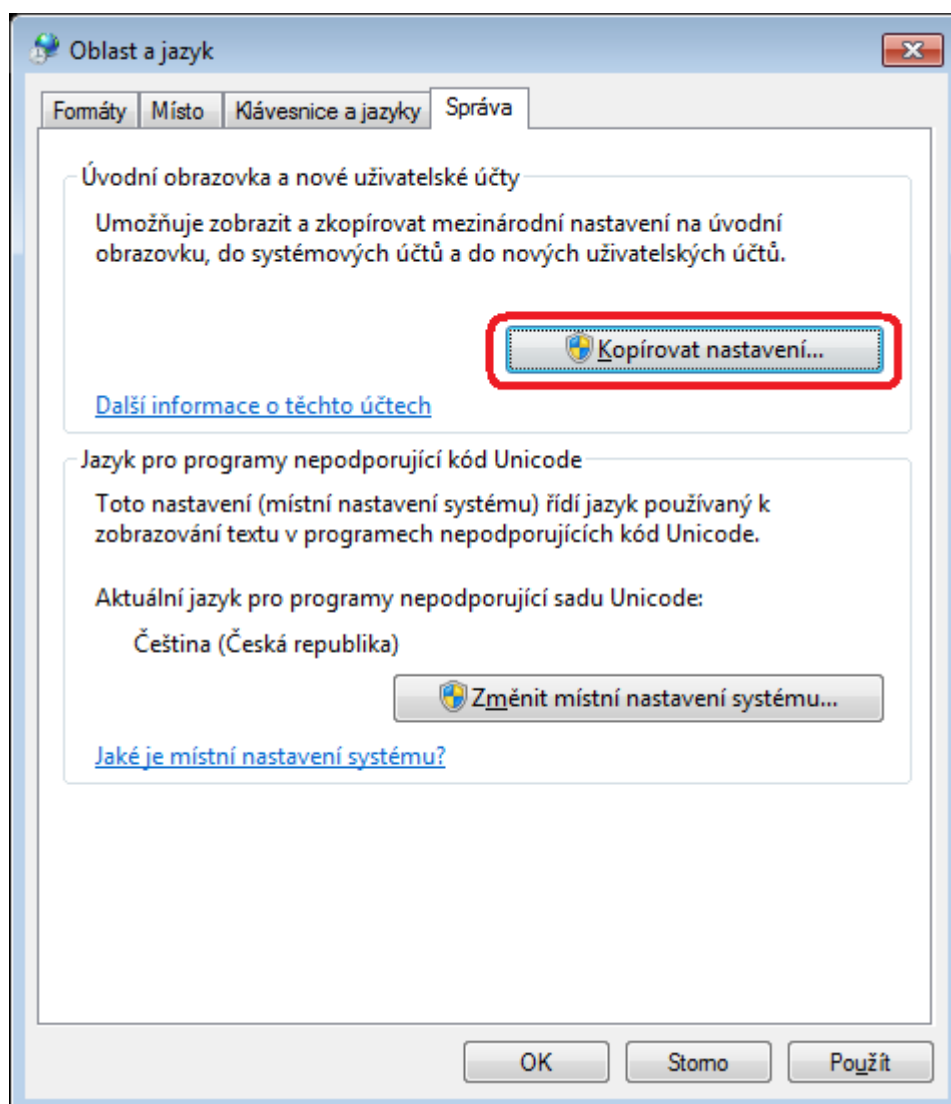 Oblast a jazyk
Formáty Místo Klávesnice a jazyky Správa
Úvodní obrazovka a nové uživatelské účty
Umožňuje zobrazit a zkopírovat mezinárodní nastavení na úvodní
obrazovku, do systémových účtů a do nových uživatelských účtů.
Kopírovat nastavení...
Další informace o těchto účtech
Jazyk pro programy nepodporující kód Unicode
Toto nastavení (místní nastavení systému) řídí jazyk používaný k
zobrazování textu v programech nepodporujících kód Unicode.
Aktuální jazyk pro programy nepodporující sadu Unicode:
Čeština (Česká republika)
Změnit místní nastavení systému...
Jaké je místní nastavení systému?
OK Storno Použít